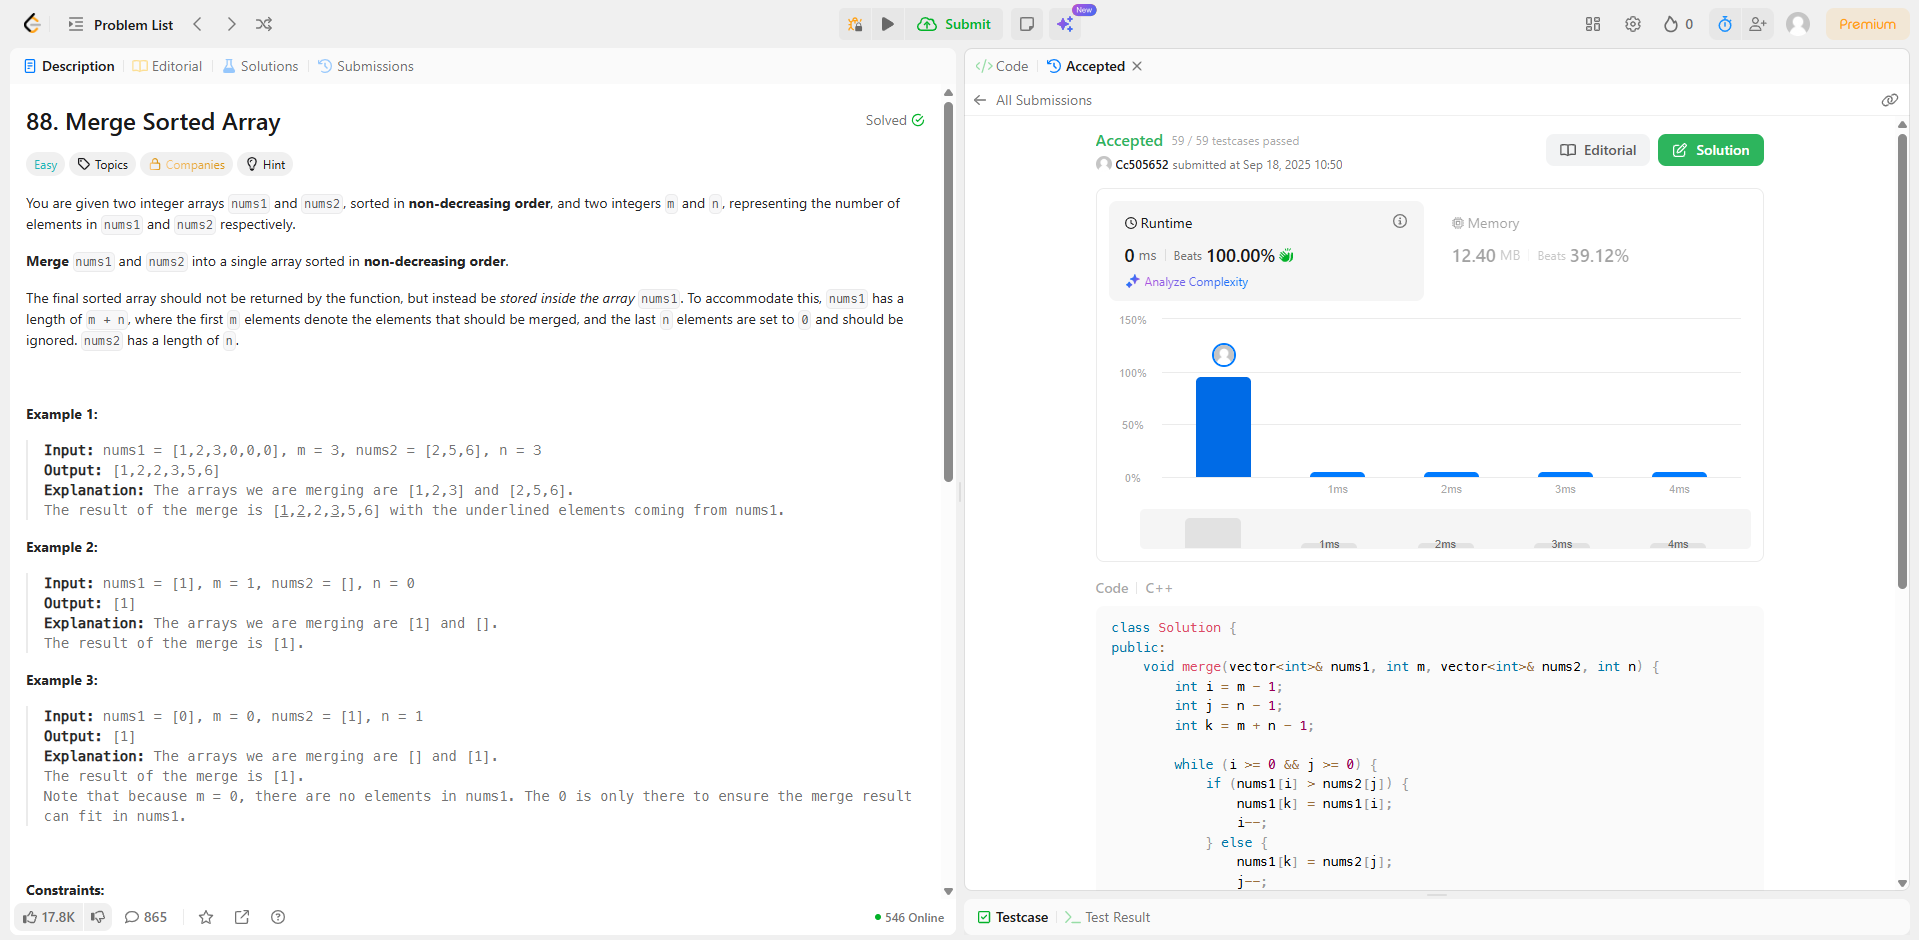 Problem List
Submit
New
0
Premium
Description
Editorial
Solutions
Submissions
88. Merge Sorted Array
Solved
Easy
Topics
Companies
Hint
You are given two integer arrays nums1 and nums2, sorted in non-decreasing order, and two integers m and n, representing the number of
elements in nums1 and nums2 respectively.
Merge nums1 and nums2 into a single array sorted in non-decreasing order.
The final sorted array should not be returned by the function, but instead be stored inside the array nums1. To accommodate this, nums1 has a
length of m + n, where the first m elements denote the elements that should be merged, and the last n elements are set to 0 and should be
ignored. nums2 has a length of n.
Example 1:
Input: nums1 = [1,2,3,0,0,0], m = 3, nums2 = [2,5,6], n = 3
Output: [1,2,2,3,5,6]
Explanation: The arrays we are merging are [1,2,3] and [2,5,6].
The result of the merge is [1,2,2,3,5,6] with the underlined elements coming from nums1.
Example 2:
Input: nums1 = [1], m = 1, nums2 = [], n = 0
Output: [1]
Explanation: The arrays we are merging are [1] and [].
The result of the merge is [1].
Example 3:
Input: nums1 = [0], m = 0, nums2 = [1], n = 1
Output: [1]
Explanation: The arrays we are merging are [] and [1].
The result of the merge is [1].
Note that because m = 0, there are no elements in nums1. The 0 is only there to ensure the merge result
can fit in nums1.
Constraints:
17.8K
865
546 Online
Code
Accepted
All Submissions
Accepted 59 / 59 testcases passed
Cc505652 submitted at Sep 18, 2025 10:50
Editorial
Solution
Runtime
0 ms Beats 100.00%
Analyze Complexity
Memory
12.40 MB Beats 39.12%
150%
100%
50%
0%
1ms 2ms 3ms 4ms
1ms 2ms 3ms 4ms
Code C++
class Solution {
public:
    void merge(vector<int>& nums1, int m, vector<int>& nums2, int n) {
        int i = m - 1;
        int j = n - 1;
        int k = m + n - 1;
        while (i >= 0 && j >= 0) {
            if (nums1[i] > nums2[j]) {
                nums1[k] = nums1[i];
                i--;
            } else {
                nums1[k] = nums2[j];
                j--;
Testcase
Test Result